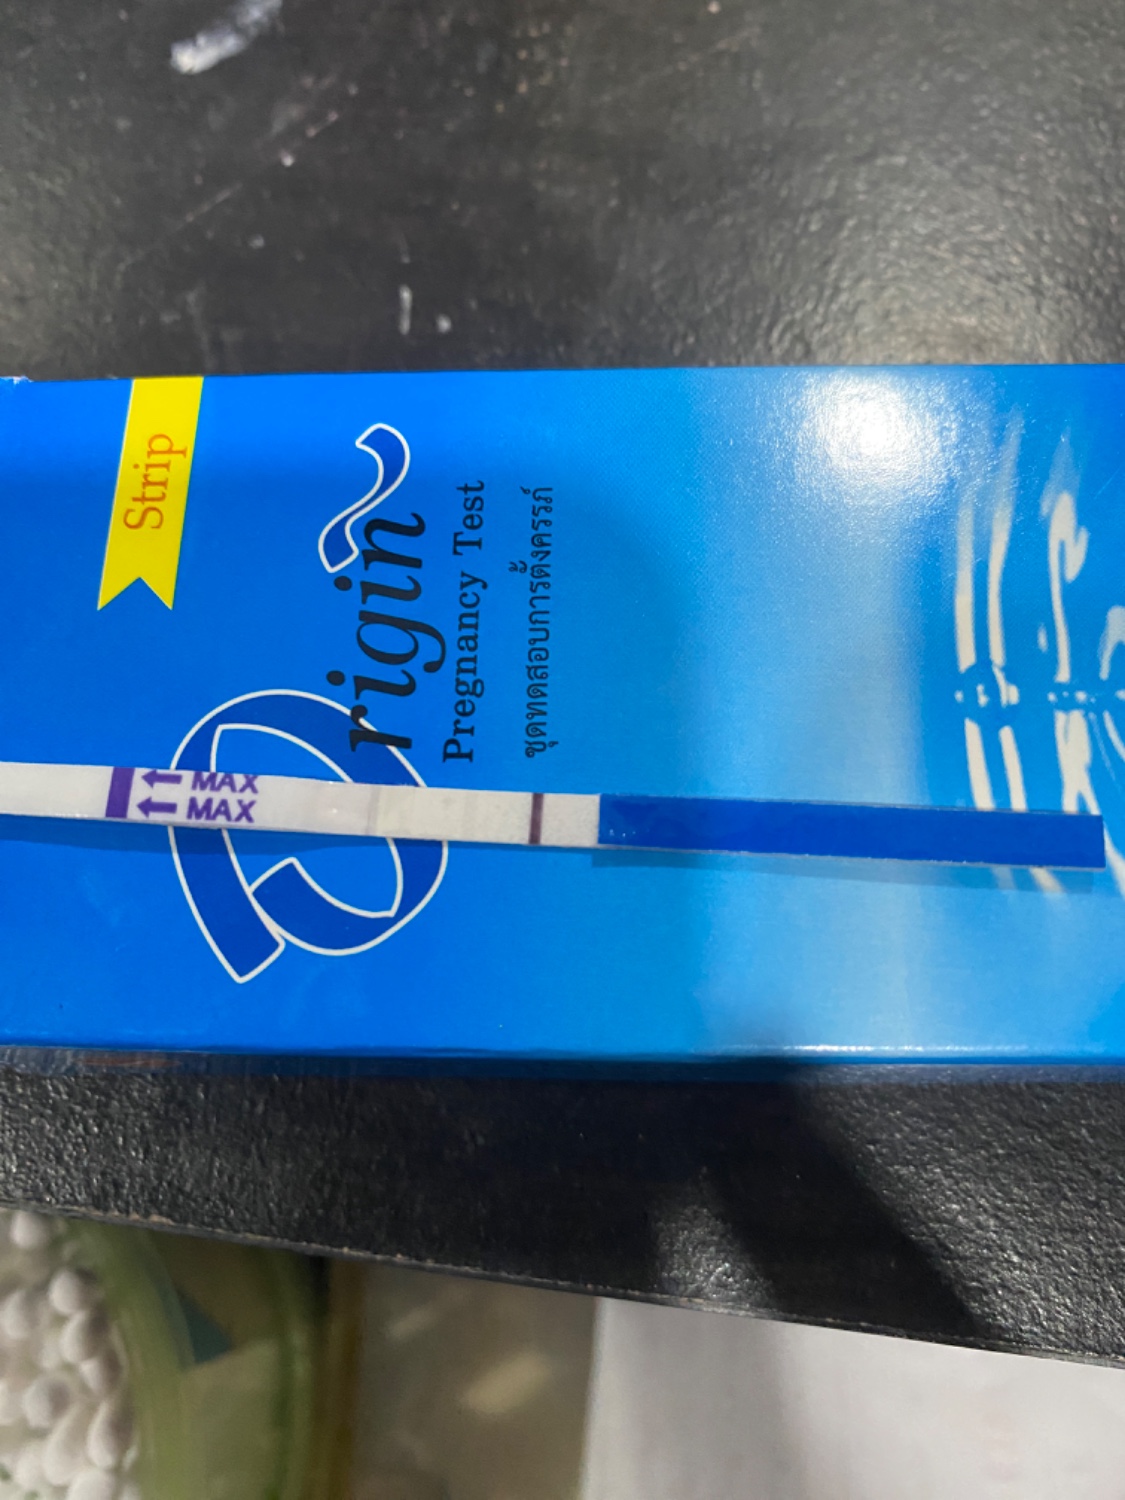 Strip
Origin
Pregnancy Test
ชุดทดสอบการตั้งครรภ์
MAX
MAX